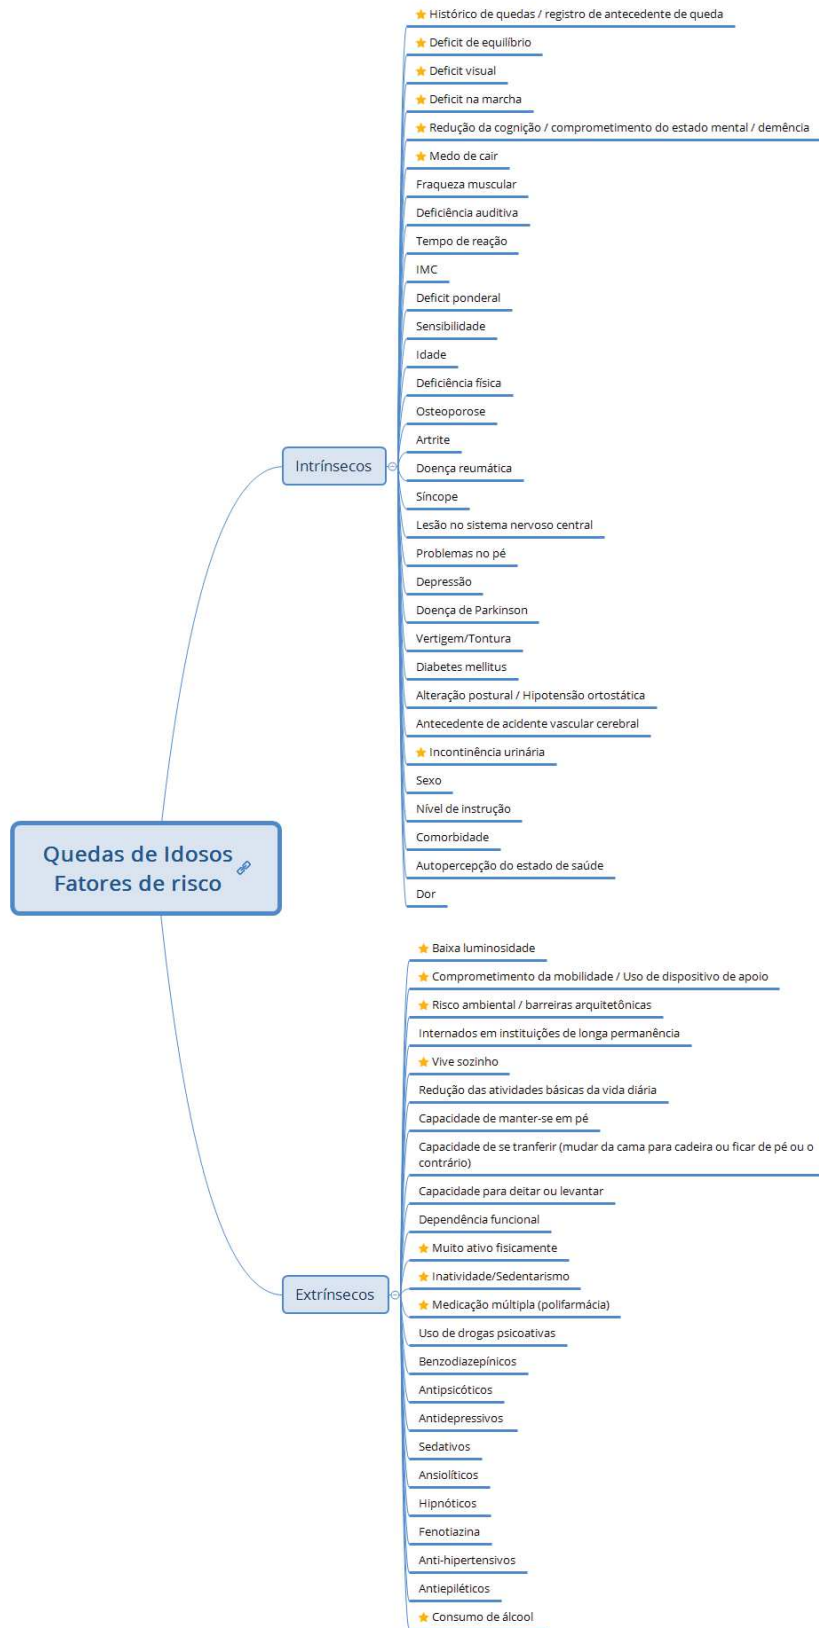 Quedas de Idosos
Fatores de risco
Intrínsecos
Histórico de quedas / registro de antecedente de queda
Deficit de equilíbrio
Deficit visual
Deficit na marcha
Redução da cognição / comprometimento do estado mental / demência
Medo de cair
Fraqueza muscular
Deficiência auditiva
Tempo de reação
IMC
Deficit ponderal
Sensibilidade
Idade
Deficiência física
Osteoporose
Artrite
Doença reumática
Síncope
Lesão no sistema nervoso central
Problemas no pé
Depressão
Doença de Parkinson
Vertigem/Tontura
Diabetes mellitus
Alteração postural / Hipotensão ortostática
Antecedente de acidente vascular cerebral
Incontinência urinária
Sexo
Nível de instrução
Comorbidade
Autopercepção do estado de saúde
Dor
Extrínsecos
Baixa luminosidade
Comprometimento da mobilidade / Uso de dispositivo de apoio
Risco ambiental / barreiras arquitetônicas
Internados em instituições de longa permanência
Vive sozinho
Redução das atividades básicas da vida diária
Capacidade de manter-se em pé
Capacidade de se tranferir (mudar da cama para cadeira ou ficar de pé ou o
contrário)
Capacidade para deitar ou levantar
Dependência funcional
Muito ativo fisicamente
Inatividade/Sedentarismo
Medicação múltipla (polifarmácia)
Uso de drogas psicoativas
Benzodiazepínicos
Antipsicóticos
Antidepressivos
Sedativos
Ansiolíticos
Hipnóticos
Fenotiazina
Anti-hipertensivos
Antiepiléticos
Consumo de álcool